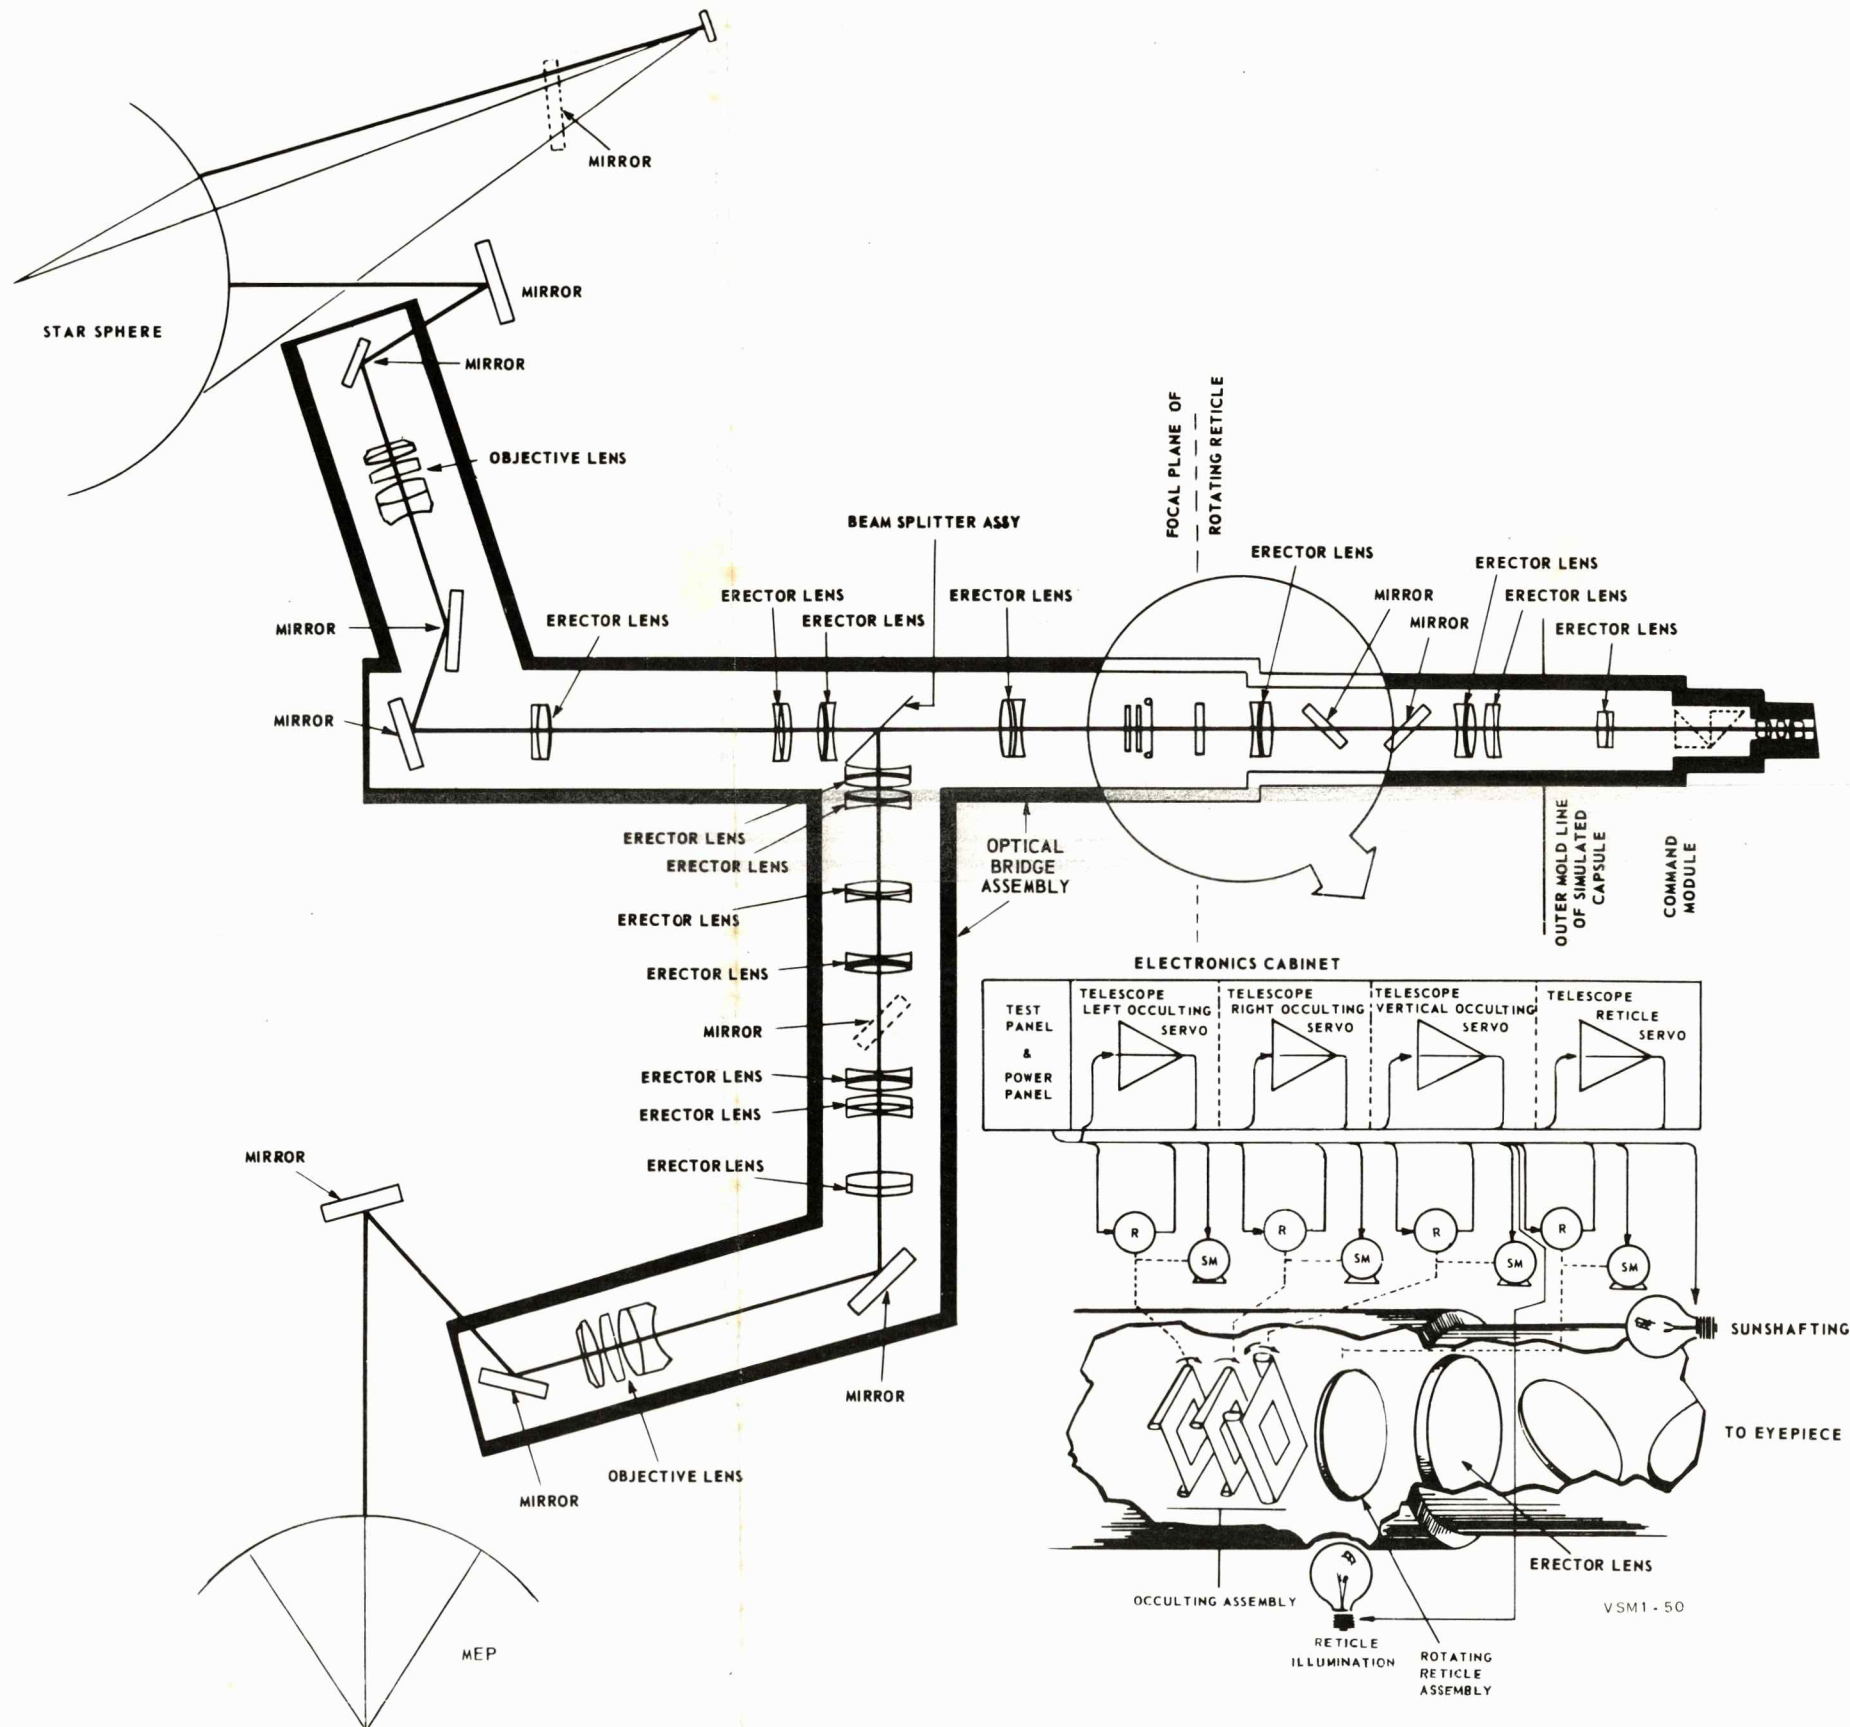 MIRROR
MIRROR
STAR SPHERE
MIRROR
OBJECTIVE LENS
FOCAL PLANE OF
ROTATING RETICLE
BEAM SPLITTER ASSY
ERECTOR LENS
ERECTOR LENS
ERECTOR LENS
ERECTOR LENS
MIRROR
ERECTOR LENS
MIRROR
ERECTOR LENS
ERECTOR LENS
MIRROR
ERECTOR LENS
ERECTOR LENS
MIRROR
ERECTOR LENS
ERECTOR LENS
OPTICAL
BRIDGE
ASSEMBLY
OUTER MOLD LINE
OF SIMULATED
CAPSULE
COMMAND
MODULE
ERECTOR LENS
ERECTOR LENS
MIRROR
ERECTOR LENS
ERECTOR LENS
ERECTOR LENS
MIRROR
MIRROR
OBJECTIVE LENS
MIRROR
MEP
ELECTRONICS CABINET
TEST
PANEL
&
POWER
PANEL
TELESCOPE
LEFT OCCULTING
SERVO
TELESCOPE
RIGHT OCCULTING
SERVO
TELESCOPE
VERTICAL OCCULTING
SERVO
TELESCOPE
RETICLE
SERVO
R
SM
R
SM
R
SM
R
SM
SUNSHAFTING
TO EYEPIECE
ERECTOR LENS
OCCULTING ASSEMBLY
RETICLE
ILLUMINATION
ROTATING
RETICLE
ASSEMBLY
VSM1-50